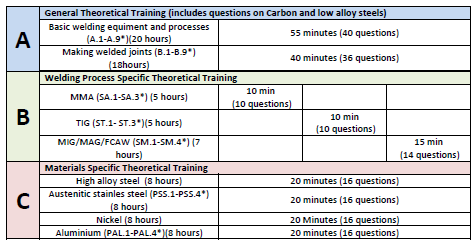 A
General Theoretical Training (includes questions on Carbon and low alloy steels)
Basic welding equiment and processes
(A.1-A.9*)(20 hours)
55 minutes (40 questions)
Making welded joints (B.1-B.9*)
(18hours)
40 minutes (36 questions)
B
Welding Process Specific Theoretical Training
MMA (SA.1-SA.3*) (5 hours)
10 min
(10 questions)
TIG (ST.1- ST.3*)(5 hours)
10 min
(10 questions)
MIG/MAG/FCAW (SM.1-SM.4*) (7
hours)
15 min
(14 questions)
C
Materials Specific Theoretical Training
High alloy steel (8 hours)
20 minutes (16 questions)
Austenitic stainles steel (PSS.1-PSS.4*)
(8 hours)
20 minutes (16 questions)
Nickel (8 hours)
20 Minutes (16 questions)
Aluminium (PAL.1-PAL.4*)(8 hours)
20 minutes (16 questions)